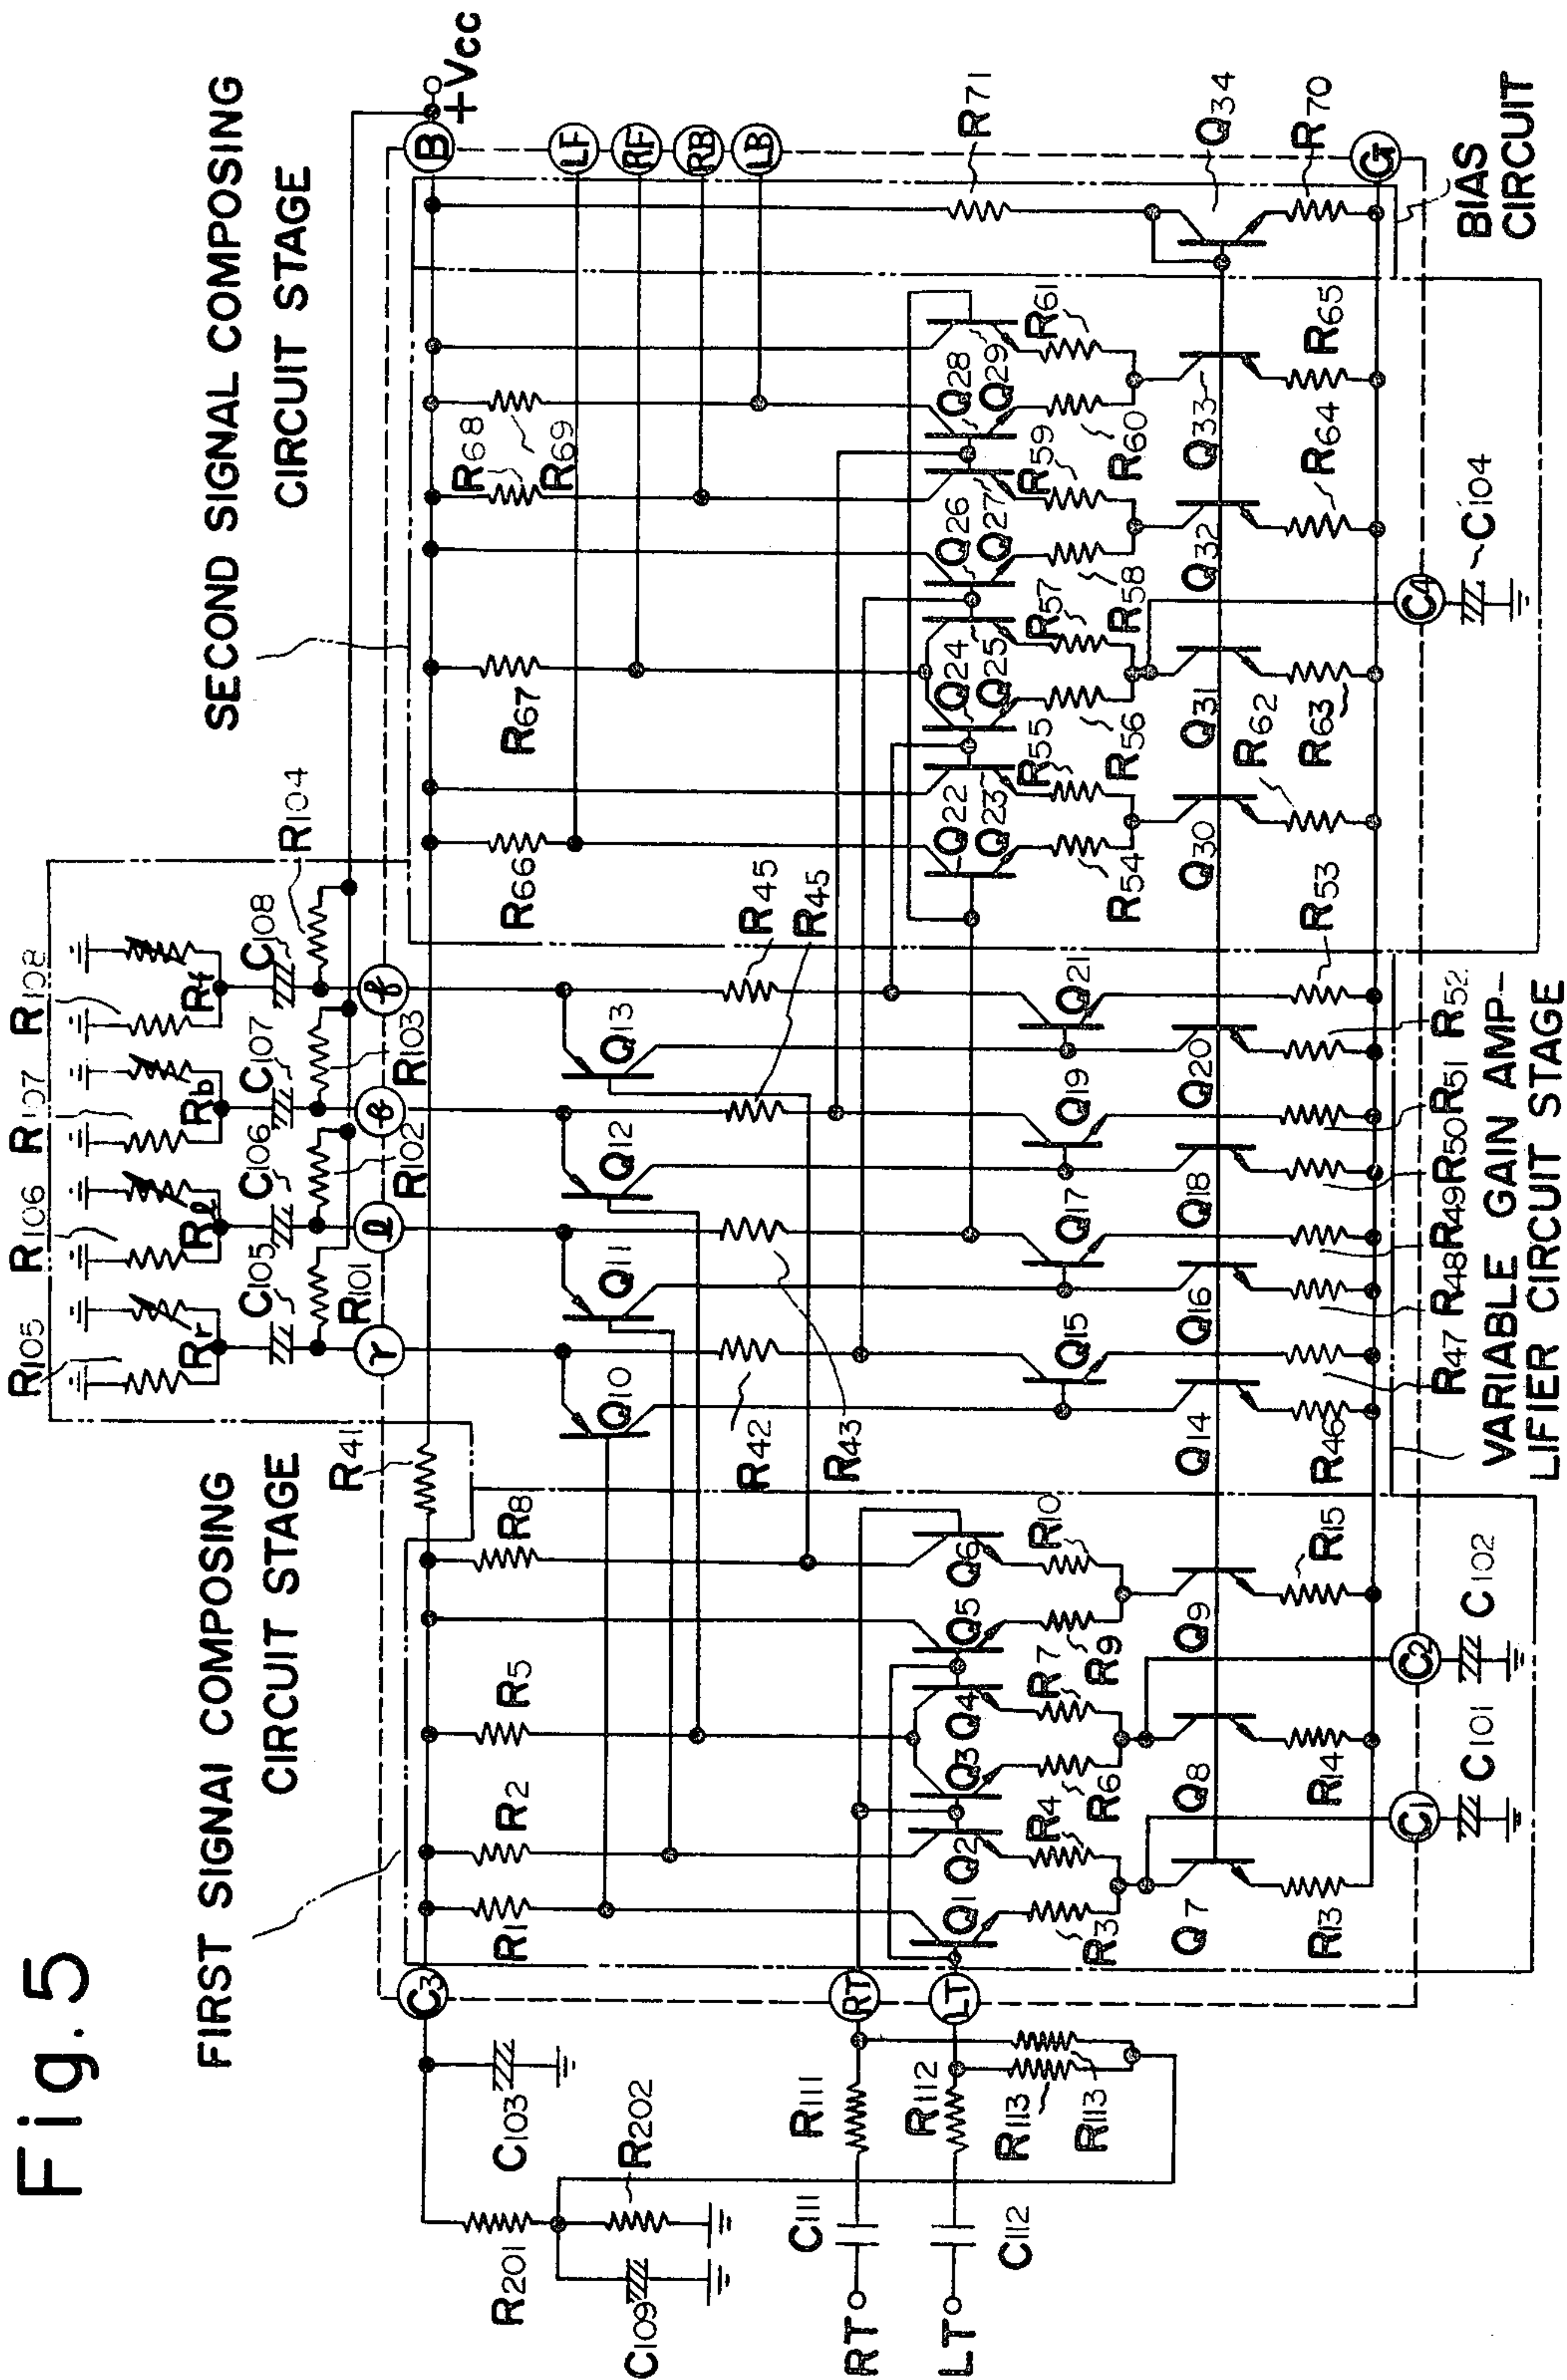 Fig. 5
FIRST SIGNAI COMPOSING
CIRCUIT STAGE
SECOND SIGNAL COMPOSING
CIRCUIT STAGE
VARIABLE GAIN AMP-
LIFIER CIRCUIT STAGE
BIAS
CIRCUIT
R105
R106
R107
R108
Rr
Rl
Rb
Rf
C105
C106
C107
C108
R101
R102
R103
R104
r
l
b
f
B
+Vcc
C3
R41
R1
R2
R5
R8
R66
R67
R68
R69
LF
RF
RB
LB
C103
R201
R202
C109
Q10
Q11
Q12
Q13
R42
R43
R45
R45
R71
RT
C111
R111
RT
LT
C112
R112
LT
R113
R113
Q1
Q2
Q3
Q4
Q5
Q6
R3
R4
R6
R7
R9
R10
Q15
Q17
Q19
Q21
Q22
Q23
Q24
Q25
Q26
Q27
Q28
Q29
R54
R55
R56
R57
R58
R59
R60
R61
Q7
Q8
Q9
Q14
Q16
Q18
Q20
Q30
Q31
Q32
Q33
Q34
R13
R14
R15
R46
R47
R48
R49
R50
R51
R52
R53
R62
R63
R64
R65
R70
C1
C2
C4
G
C101
C102
C104